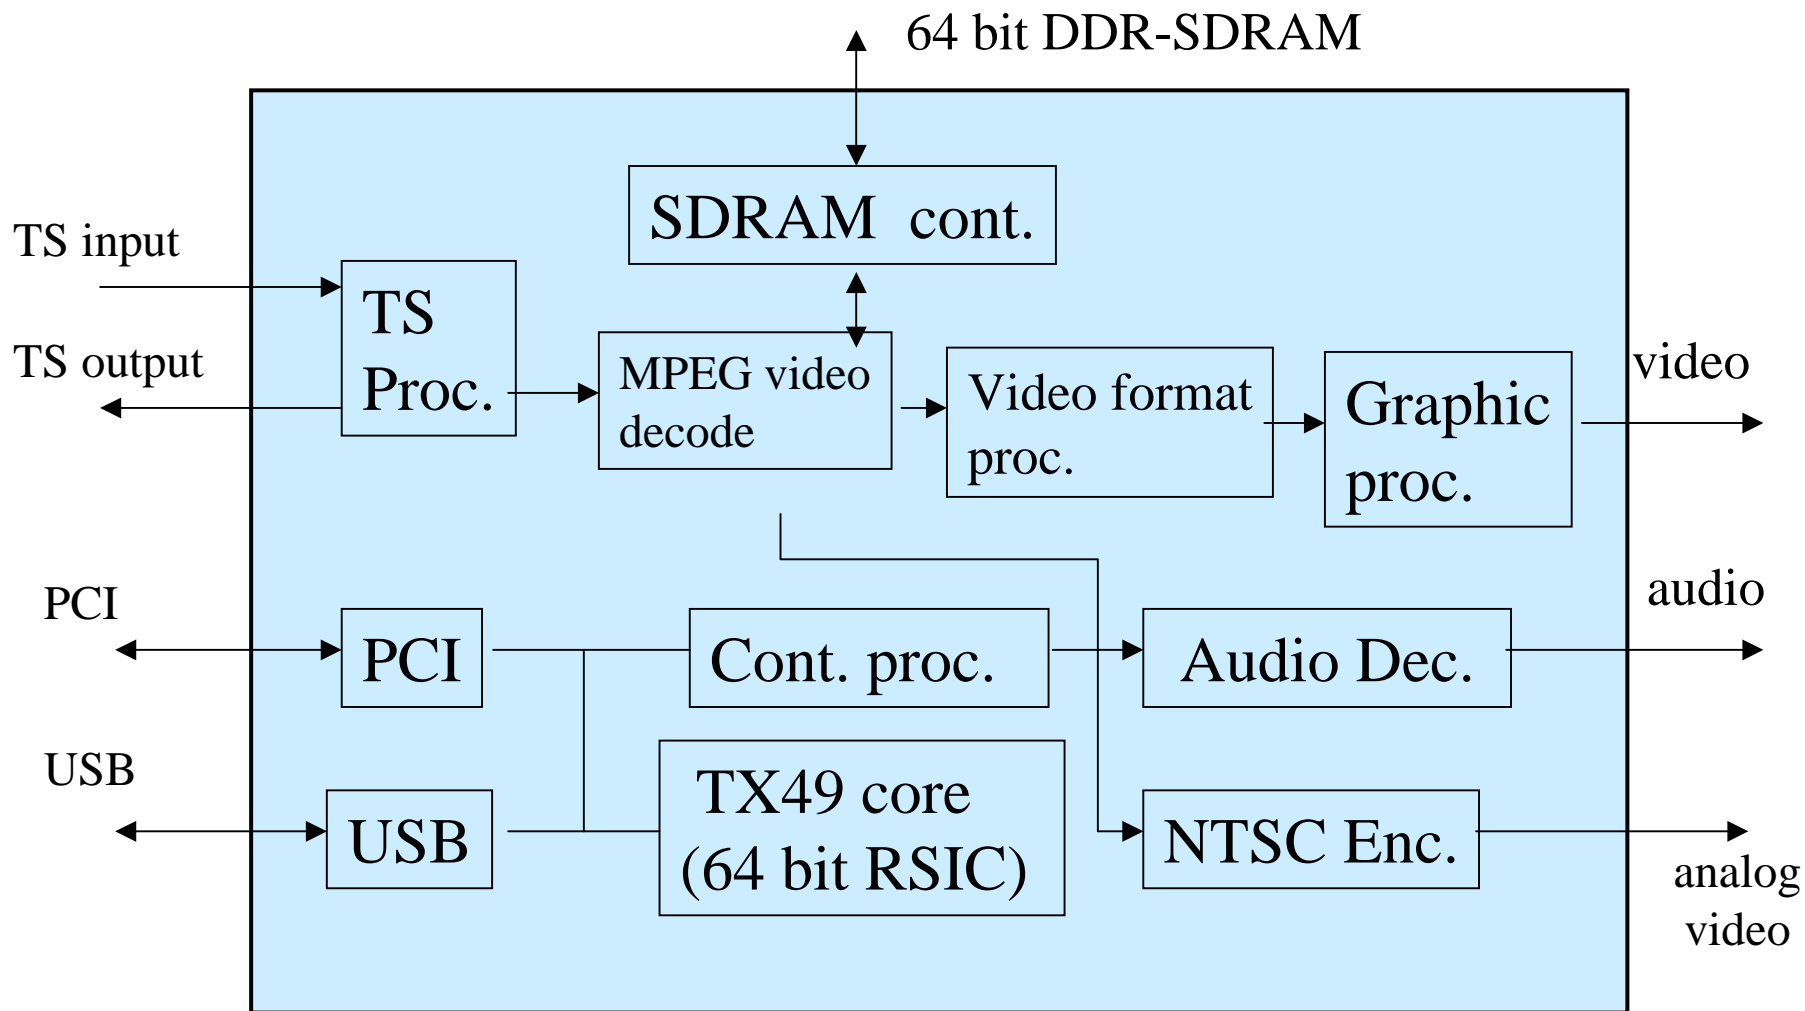 64 bit DDR-SDRAM
SDRAM cont.
TS input
TS output
TS
Proc.
MPEG video
decode
Video format
proc.
Graphic
proc.
video
PCI
PCI
Cont. proc.
Audio Dec.
audio
USB
USB
TX49 core
(64 bit RSIC)
NTSC Enc.
analog
video